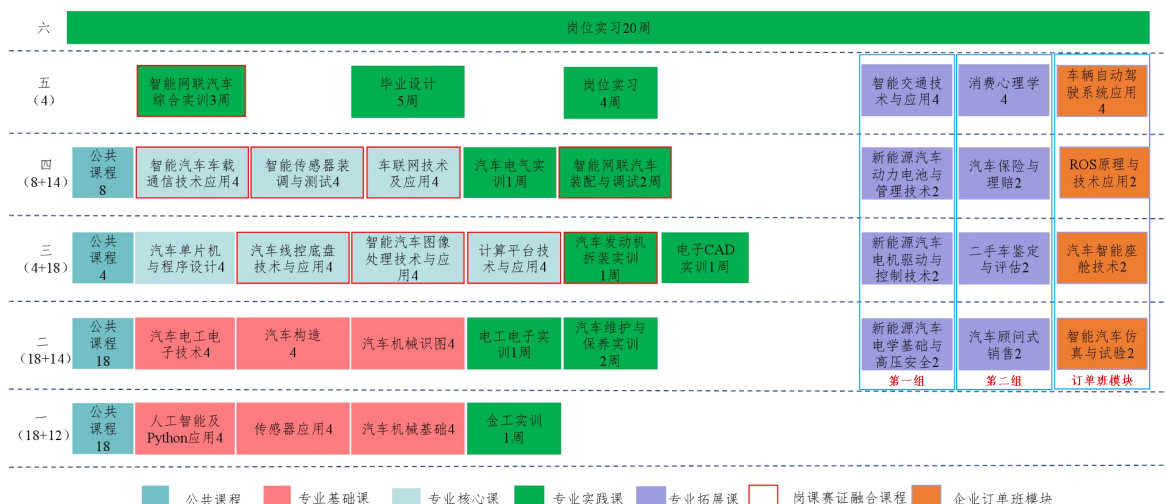 六
岗位实习20周
五
（4）
智能网联汽车
综合实训3周
毕业设计
5周
岗位实习
4周
智能交通技
术与应用4
消费心理学
4
车辆自动驾
驶系统应用
4
四
（8+14）
公共
课程
8
智能汽车车载
通信技术应用4
智能传感器装
调与测试4
车联网技术
及应用4
汽车电气实
训1周
智能网联汽车
装配与调试2周
新能源汽车
动力电池与
管理技术2
汽车保险与
理赔2
ROS原理与
技术应用2
三
（4+18）
公共
课程
4
汽车单片机
与程序设计4
汽车线控底盘
技术与应用4
智能汽车图像
处理技术与应
用4
计算平台技
术与应用4
汽车发动机
拆装实训
1周
电子CAD
实训1周
新能源汽车
电机驱动与
控制技术2
二手车鉴定
与评估2
汽车智能座
舱技术2
二
（18+14）
公共
课程
18
汽车电工电
子技术4
汽车构造
4
汽车机械识图4
电工电子实
训1周
汽车维护与
保养实训
2周
新能源汽车
电学基础与
高压安全2
汽车顾问式
销售2
智能汽车仿
真与试验2
第一组
第二组
订单班模块
一
（18+12）
公共
课程
18
人工智能及
Python应用4
传感器应用4
汽车机械基础4
金工实训
1周
公共课程
专业基础课
专业核心课
专业实践课
专业拓展课
岗课赛证融合课程
企业订单班模块